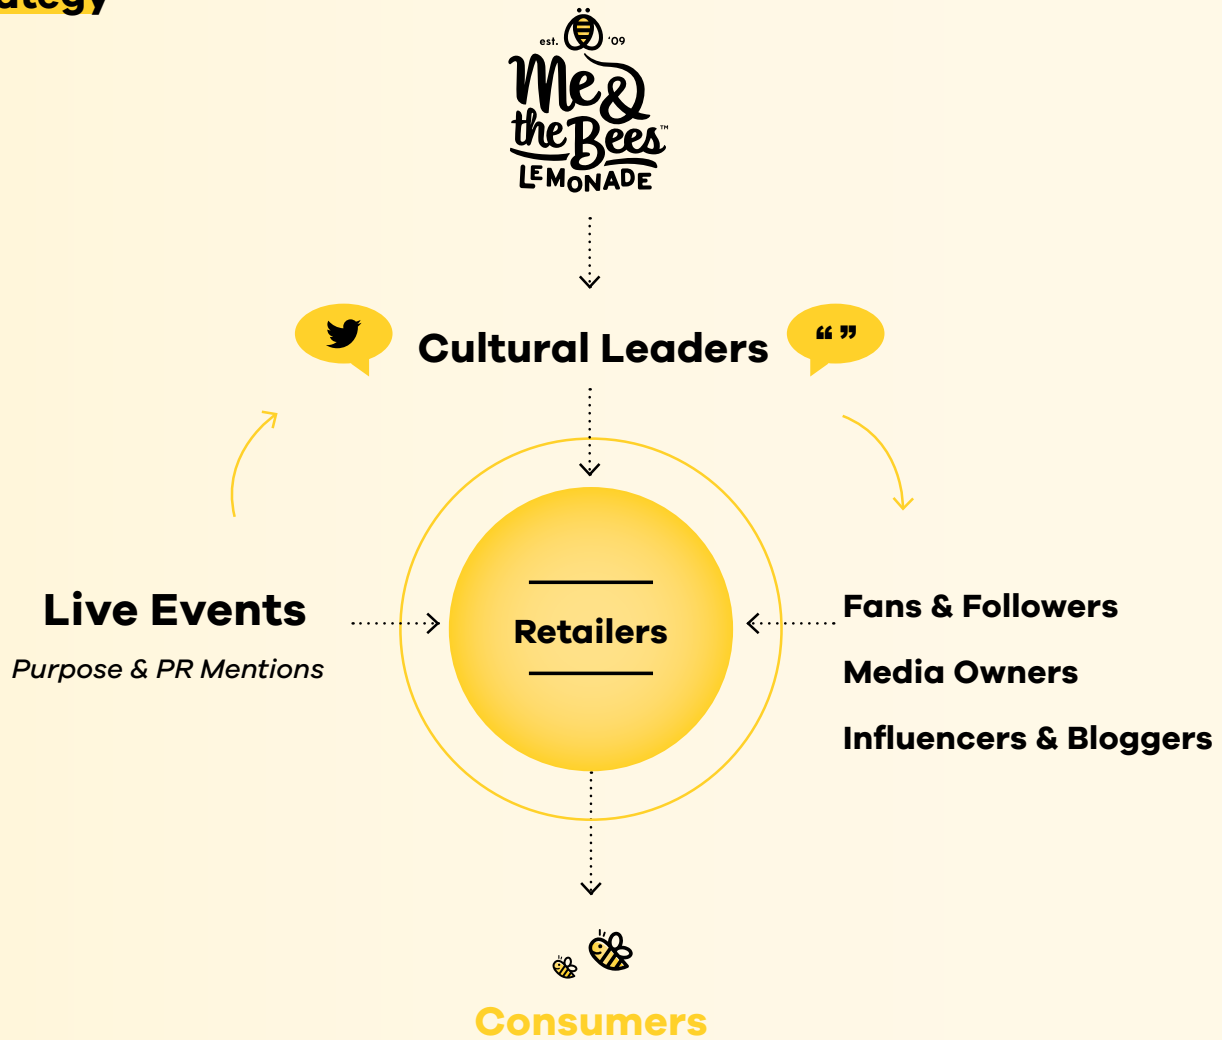 est. '09
Me &
the Bees™
LEMONADE
Cultural Leaders
“ ”
Retailers
Live Events
Purpose & PR Mentions
Fans & Followers
Media Owners
Influencers & Bloggers
Consumers